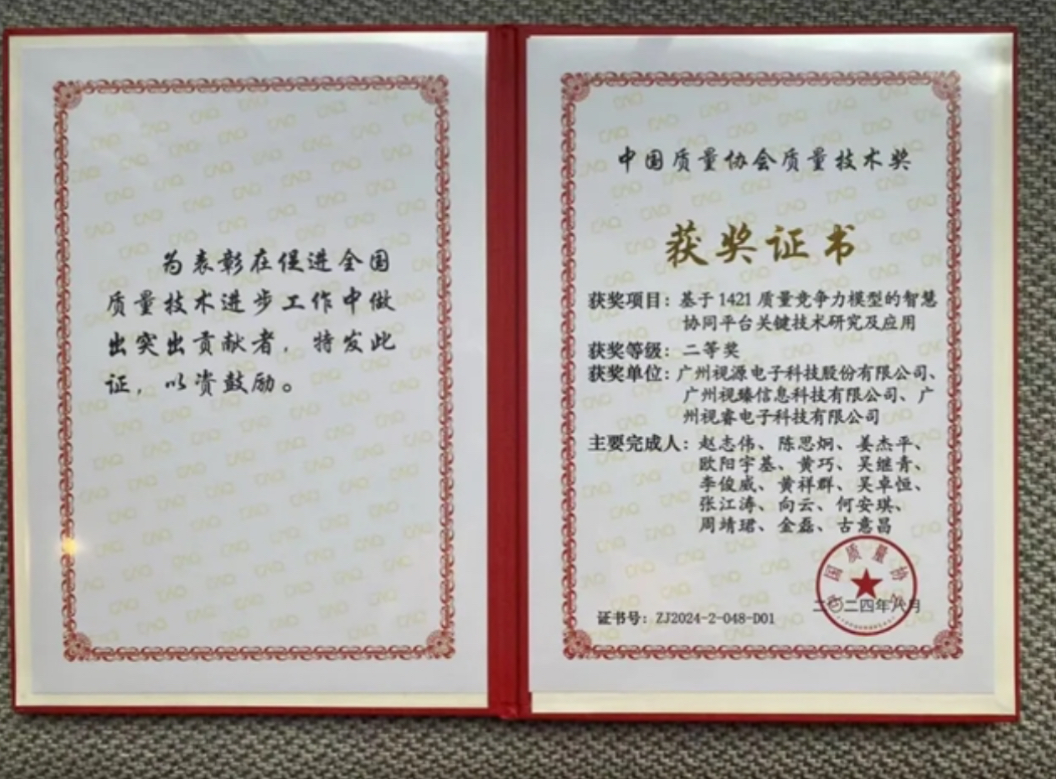 为表彰在促进全国
质量技术进步工作中做
出突出贡献者，特发此
证，以资鼓励。
中国质量协会质量技术奖
获奖证书
获奖项目：基于1421质量竞争力模型的智慧
协同平台关键技术研究及应用
获奖等级：二等奖
获奖单位：广州视源电子科技股份有限公司、
广州视臻信息科技有限公司、广
州视睿电子科技有限公司
主要完成人：赵志伟、陈思炯、姜杰平、
欧阳宇基、黄巧、吴继青、
李俊威、黄祥群、吴卓恒、
张江涛、向云、何安琪、
周靖珺、金磊、古意昌
中国质量协会
二〇二四年八月
证书号：ZJ2024-2-048-D01